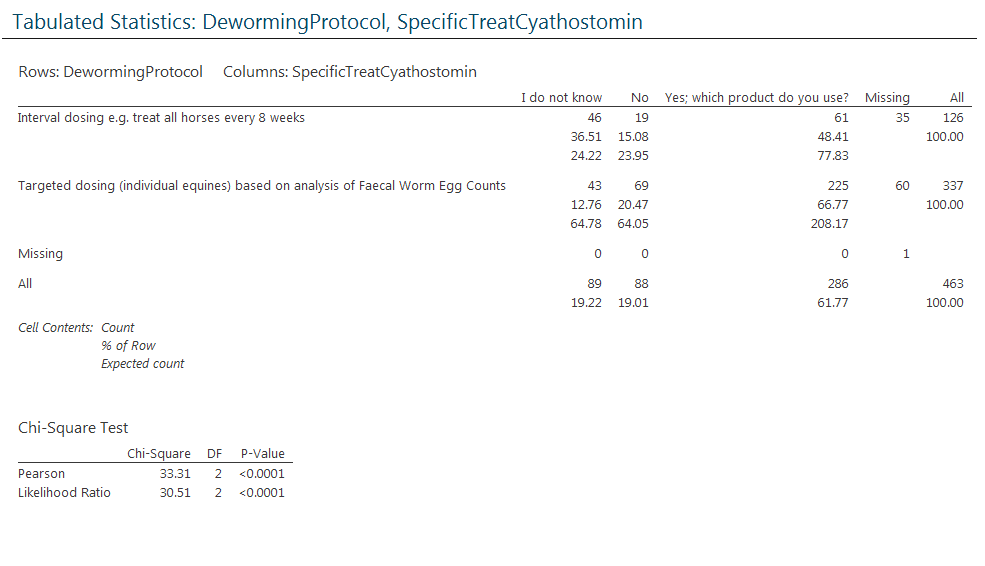 Tabulated Statistics: DewormingProtocol, SpecificTreatCyathostomin
Rows: DewormingProtocol Columns: SpecificTreatCyathostomin
I do not know No Yes; which product do you use? Missing All
Interval dosing e.g. treat all horses every 8 weeks 46 19 61 35 126
36.51 15.08 48.41 100.00
24.22 23.95 77.83
Targeted dosing (individual equines) based on analysis of Faecal Worm Egg Counts 43 69 225 60 337
12.76 20.47 66.77 100.00
64.78 64.05 208.17
Missing 0 0 0 1
All 89 88 286 463
19.22 19.01 61.77 100.00
Cell Contents: Count
% of Row
Expected count
Chi-Square Test
Chi-Square DF P-Value
Pearson 33.31 2 <0.0001
Likelihood Ratio 30.51 2 <0.0001